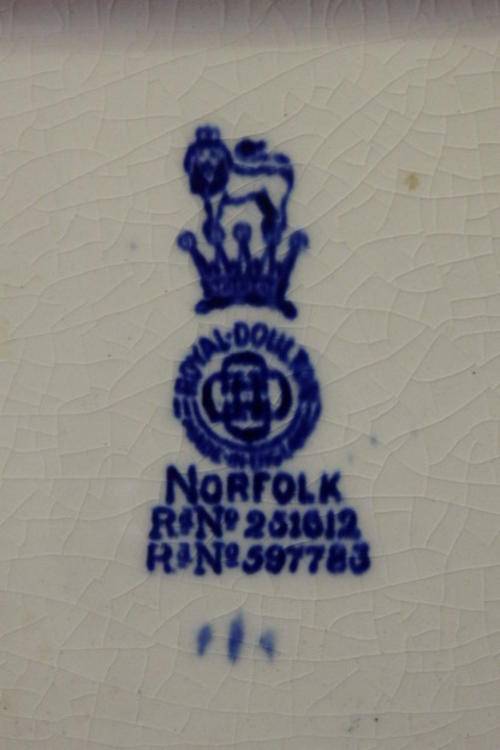 ROYAL·DOULTON
MADE·IN·ENGLAND
NORFOLK
Rd No 251612
Rd No 597783